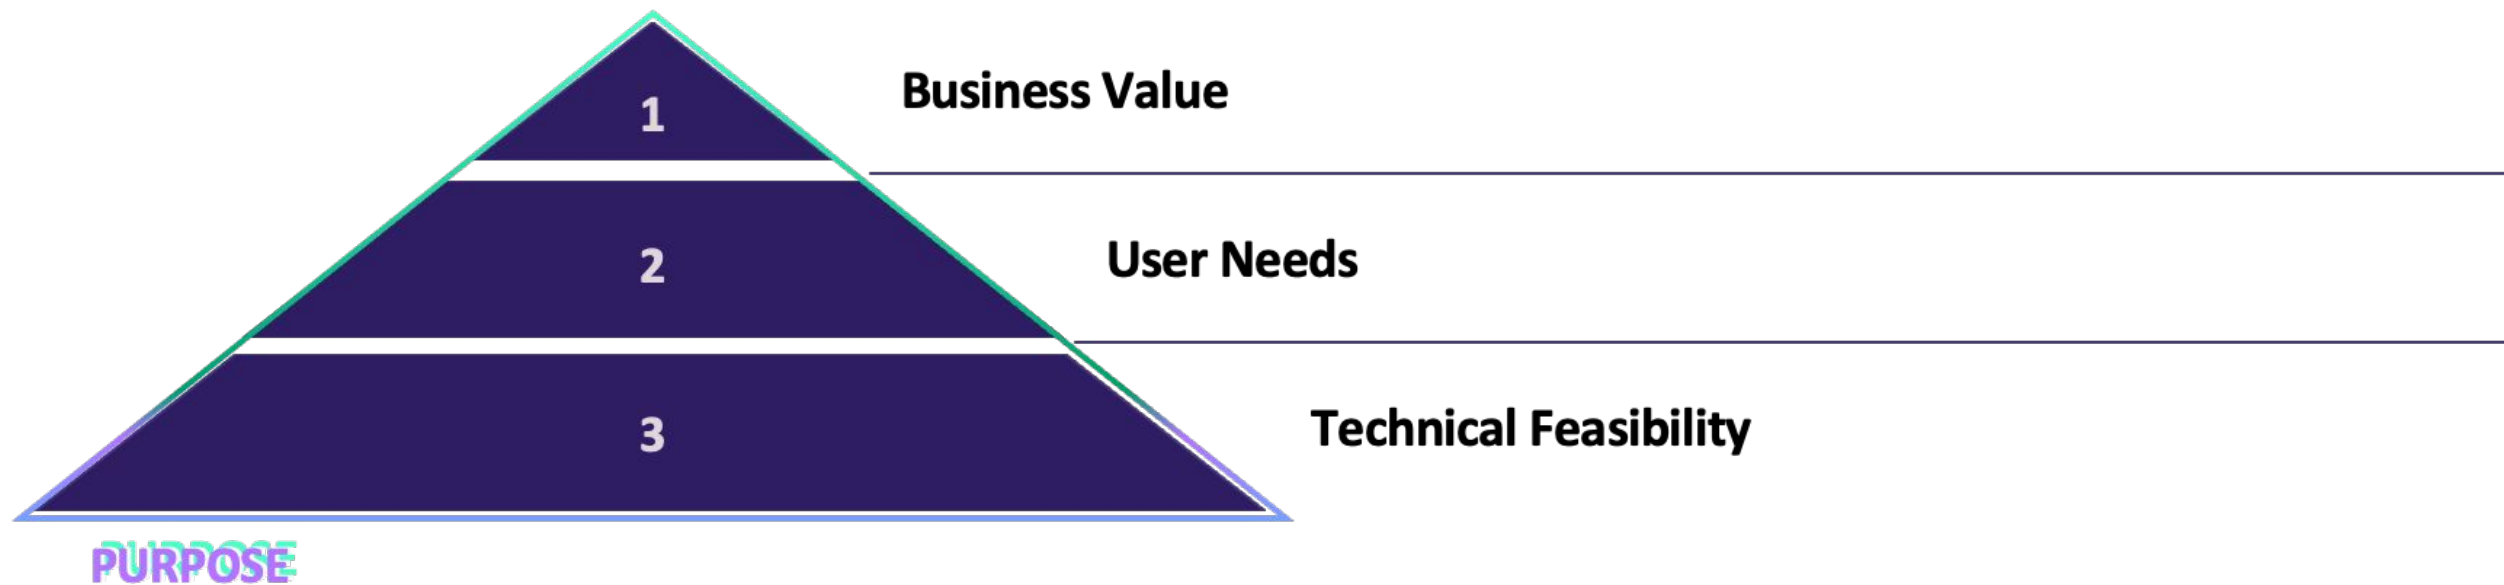 1
Business Value
2
User Needs
3
Technical Feasibility
PURPOSE